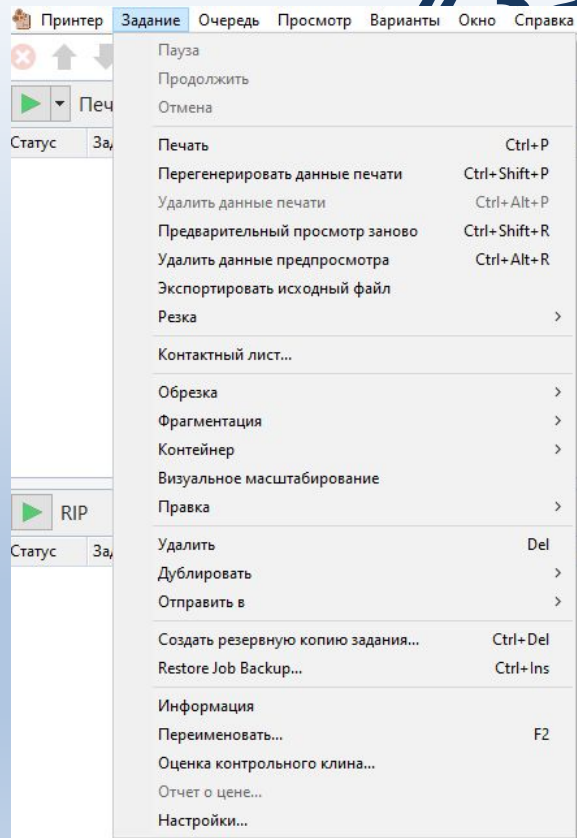 Принтер Задание Очередь Просмотр Варианты Окно Справка
Пауза
Продолжить
Отмена
Печать Ctrl+P
Перегенерировать данные печати Ctrl+Shift+P
Удалить данные печати Ctrl+Alt+P
Предварительный просмотр заново Ctrl+Shift+R
Удалить данные предпросмотра Ctrl+Alt+R
Экспортировать исходный файл
Резка
Контактный лист...
Обрезка
Фрагментация
Контейнер
Визуальное масштабирование
Правка
Удалить Del
Дублировать
Отправить в
Создать резервную копию задания... Ctrl+Del
Restore Job Backup... Ctrl+Ins
Информация
Переименовать... F2
Оценка контрольного клина...
Отчет о цене...
Настройки...
Печ
Статус За
RIP
Статус За